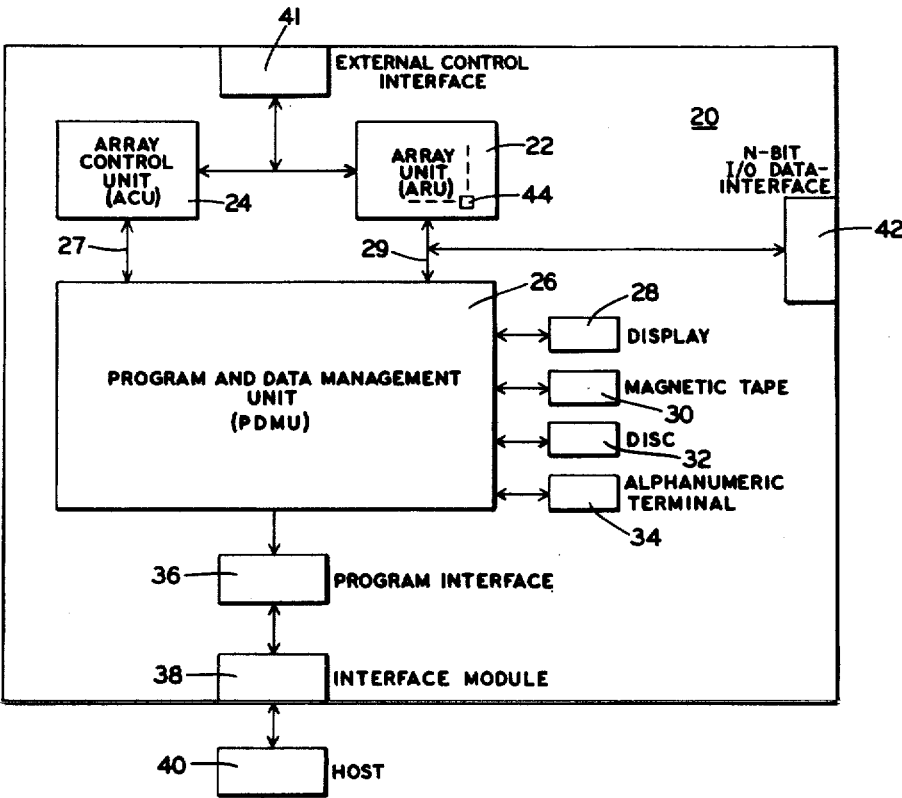 41
EXTERNAL CONTROL
INTERFACE
20
ARRAY
CONTROL
UNIT
(ACU)
24
ARRAY
UNIT
(ARU)
22
44
N-BIT
I/O DATA-
INTERFACE
42
27
29
26
PROGRAM AND DATA MANAGEMENT
UNIT
(PDMU)
28
DISPLAY
MAGNETIC TAPE
30
DISC
32
ALPHANUMERIC
TERMINAL
34
36
PROGRAM INTERFACE
38
INTERFACE MODULE
40
HOST